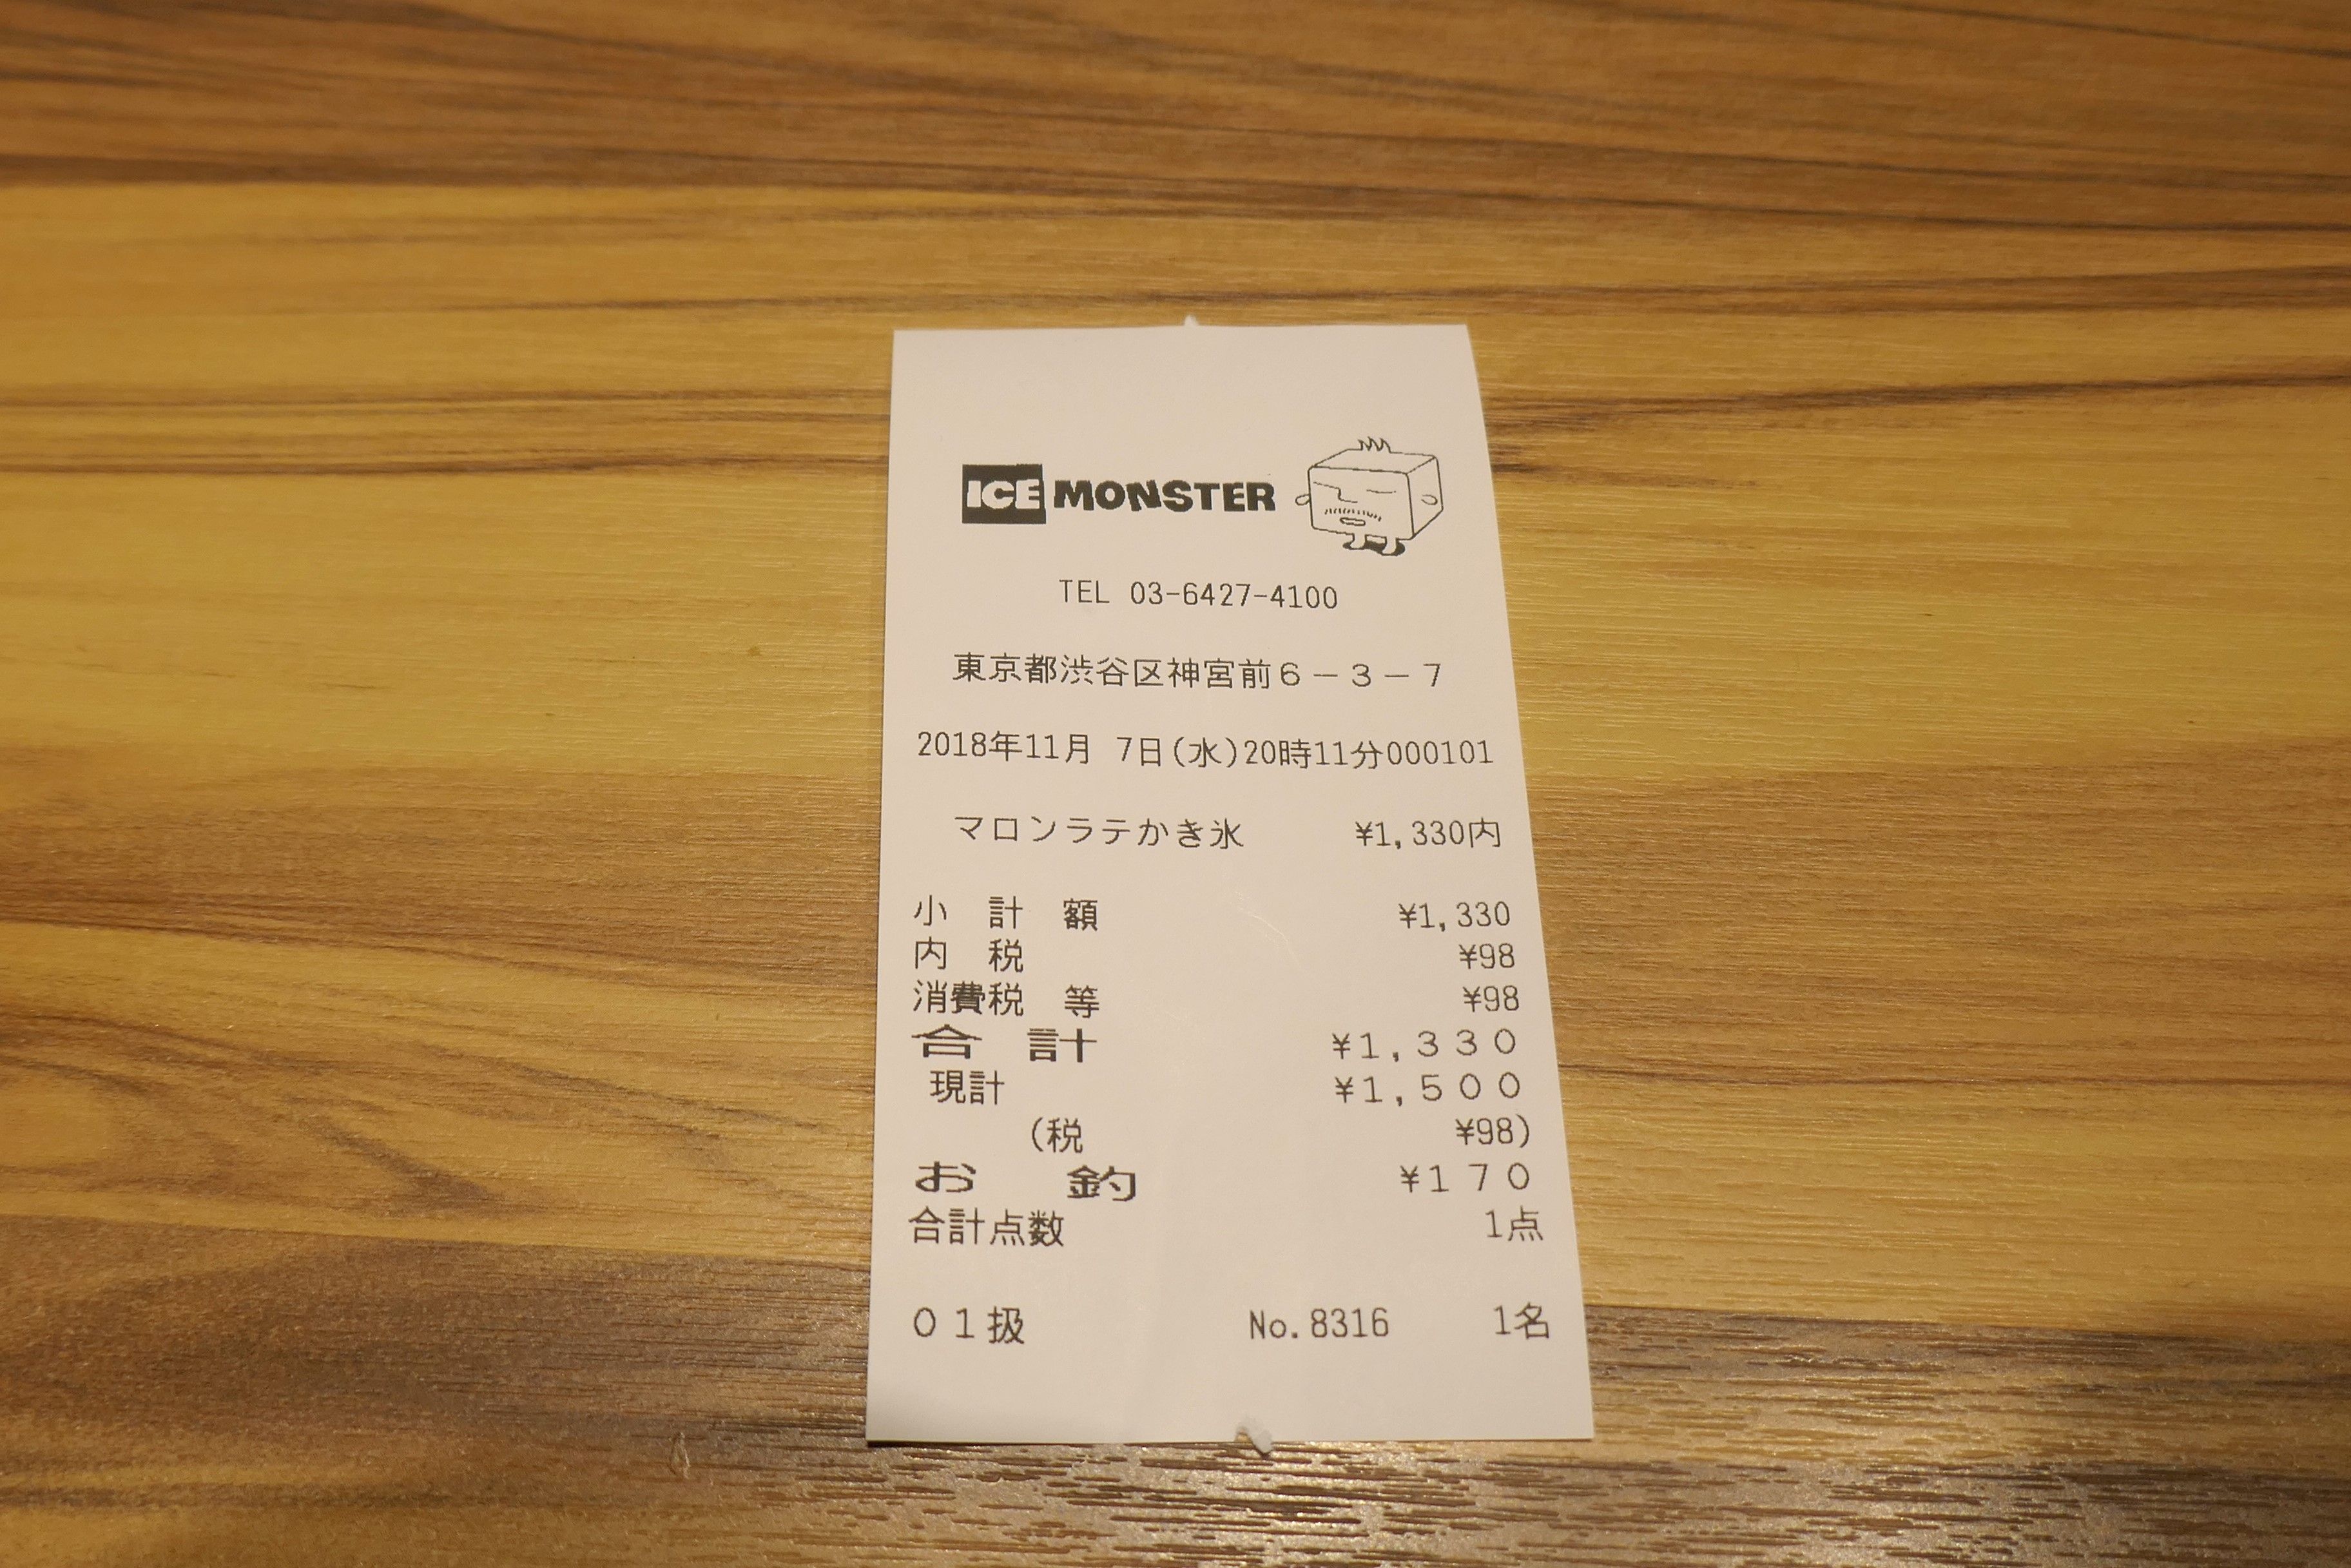 ICE MONSTER
TEL 03-6427-4100
東京都渋谷区神宮前6-3-7
2018年11月 7日(水)20時11分000101
マロンラテかき氷 ¥1,330内
小 計 額 ¥1,330
内 税 ¥98
消費税 等 ¥98
合 計 ¥1,330
現計 ¥1,500
(税 ¥98)
お 釣 ¥170
合計点数 1点
01扱 No.8316 1名